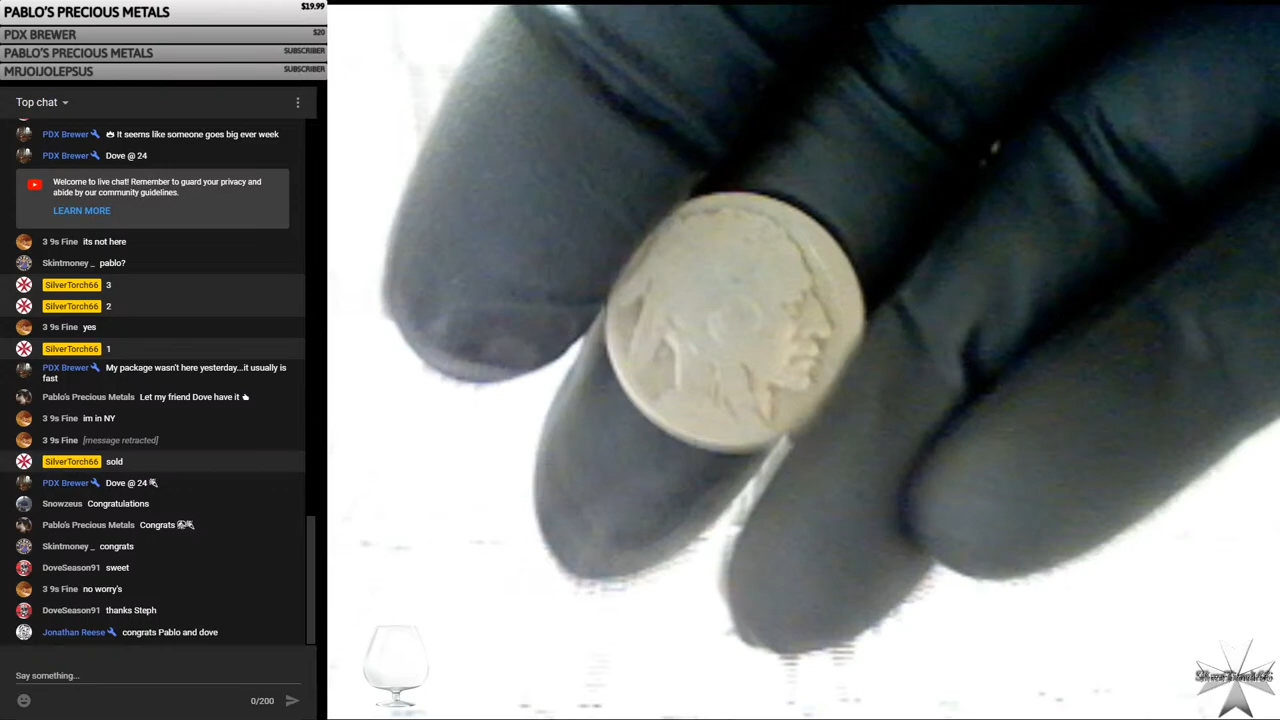 PABLO'S PRECIOUS METALS $19.99
PDX BREWER $20
PABLO'S PRECIOUS METALS SUBSCRIBER
MRJOIJOLEPSUS SUBSCRIBER
Top chat
PDX Brewer It seems like someone goes big ever week
PDX Brewer Dove @ 24
Welcome to live chat! Remember to guard your privacy and
abide by our community guidelines.
LEARN MORE
3 9s Fine its not here
Skintmoney _ pablo?
SilverTorch66 3
SilverTorch66 2
3 9s Fine yes
SilverTorch66 1
PDX Brewer My package wasn't here yesterday...it usually is
fast
Pablo's Precious Metals Let my friend Dove have it
3 9s Fine im in NY
3 9s Fine [message retracted]
SilverTorch66 sold
PDX Brewer Dove @ 24
Snowzeus Congratulations
Pablo's Precious Metals Congrats
Skintmoney _ congrats
DoveSeason91 sweet
3 9s Fine no worry's
DoveSeason91 thanks Steph
Jonathan Reese congrats Pablo and dove
Say something...
0/200